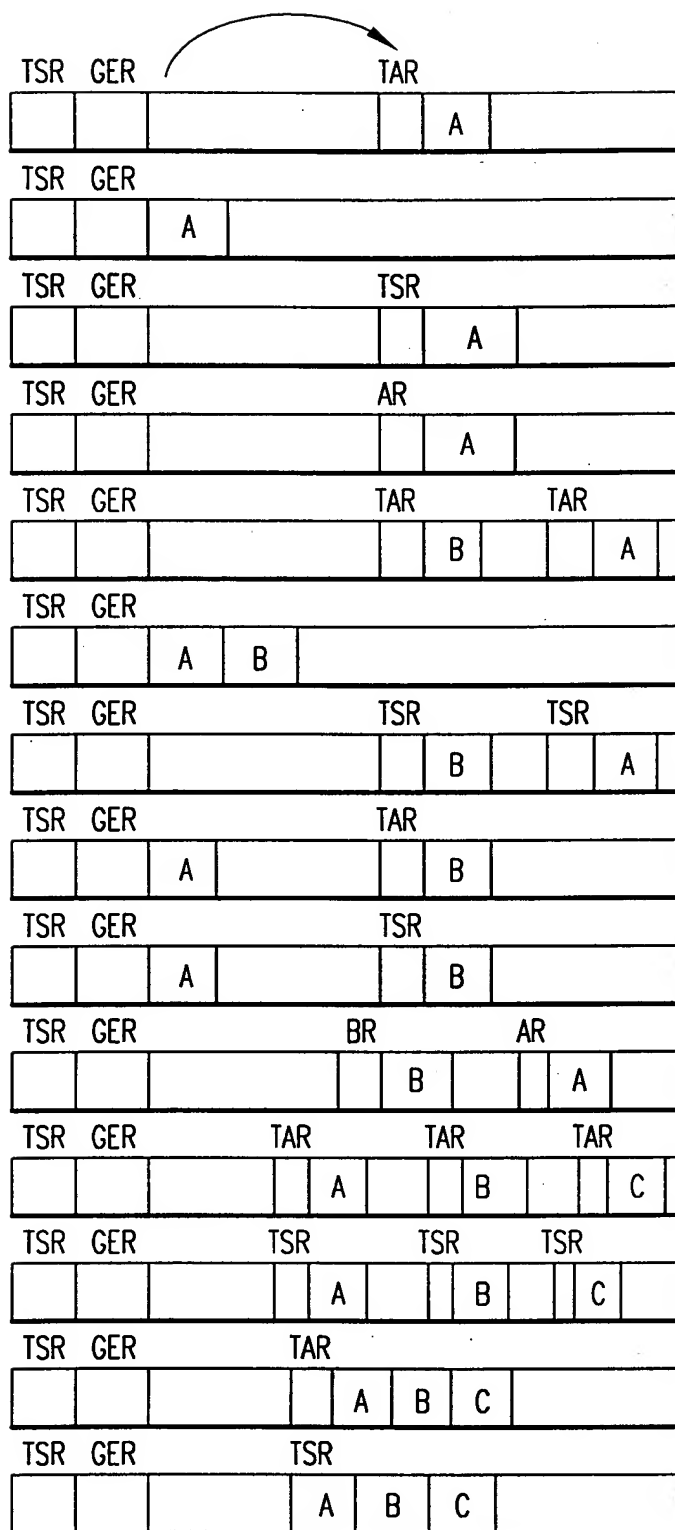 TSR GER TAR
A
TSR GER
A
TSR GER TSR
A
TSR GER AR
A
TSR GER TAR TAR
B A
TSR GER
A B
TSR GER TSR TSR
B A
TSR GER TAR
A B
TSR GER TSR
A B
TSR GER BR AR
B A
TSR GER TAR TAR TAR
A B C
TSR GER TSR TSR TSR
A B C
TSR GER TAR
A B C
TSR GER TSR
A B C